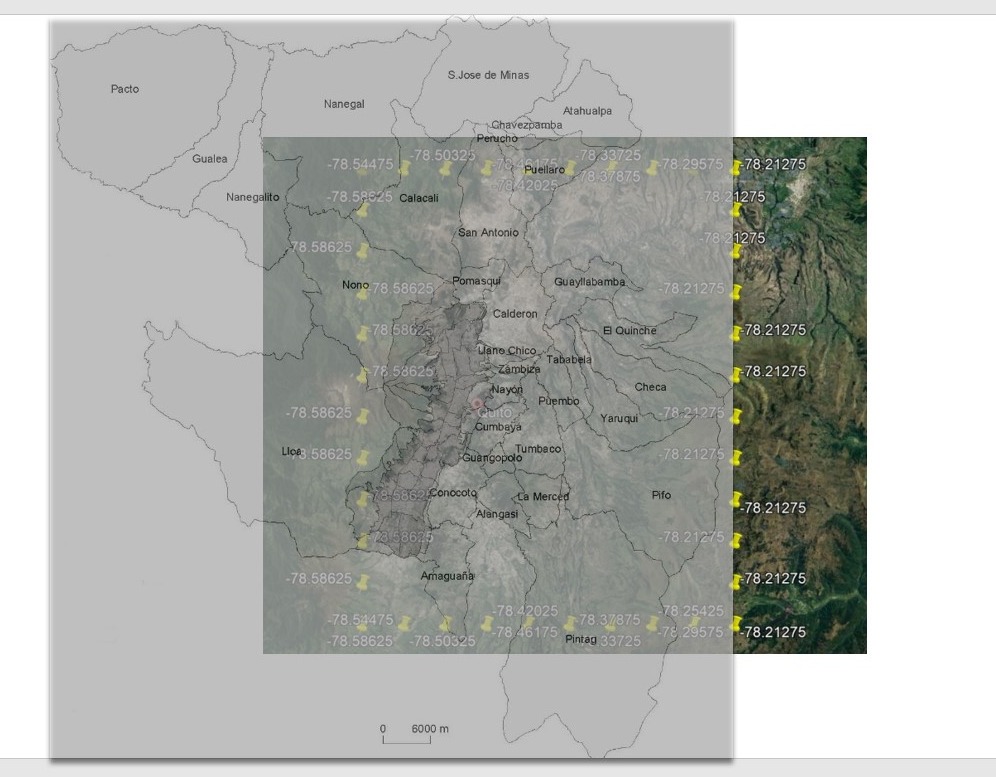 S.Jose de Minas
Pacto
Nanegal
Atahualpa
Chavezpamba
Perucho
Gualea
-78.54475 -78.50325 -78.46175 -78.33725 -78.29575 -78.21275
Puellaro
-78.42025 -78.37875
Nanegalito
-78.58625
Calacali
-78.21275
San Antonio
-78.21275
-78.58625
Nono
-78.58625
Pomasqui
Guayllabamba
-78.21275
Calderon
-78.58625
El Quinche
-78.21275
Llano Chico
Tababela
Zambiza
-78.58625
-78.21275
Nayon
Checa
Puembo
-78.58625
Quito
Yaruqui
-78.21275
Cumbaya
Lloa
-78.58625
Guangopolo
Tumbaco
-78.21275
-78.58625
Conocoto
La Merced
Pifo
-78.21275
Alangasi
-78.58625
-78.21275
-78.58625
Amaguaña
-78.21275
-78.54475 -78.42025 -78.37875 -78.25425
-78.58625 -78.50325 -78.46175 Pintag -78.33725 -78.29575 -78.21275
0 6000 m